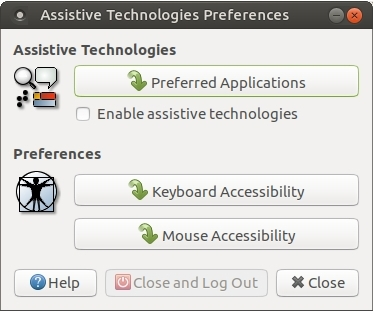 Assistive Technologies Preferences
Assistive Technologies
Preferred Applications
Enable assistive technologies
Preferences
Keyboard Accessibility
Mouse Accessibility
Help
Close and Log Out
Close